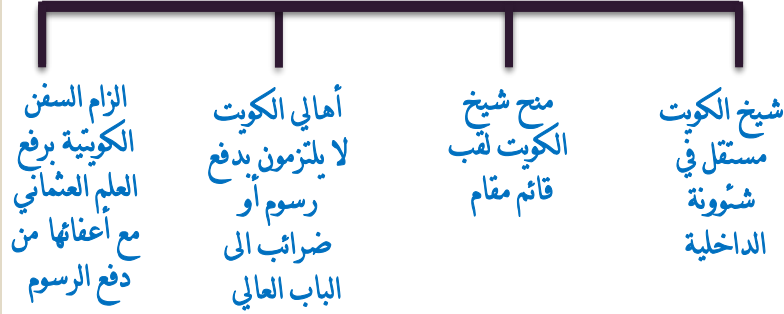 شيخ الكويت
مستقل في
شئوونة
الداخلية
منح شيخ
الكويت لقب
قائم مقام
أهالي الكويت
لا يلتزمون بدفع
رسوم أو
ضرائب الى
الباب العالي
الزام السفن
الكويتية برفع
العلم العثماني
مع أعفائها من
دفع الرسوم